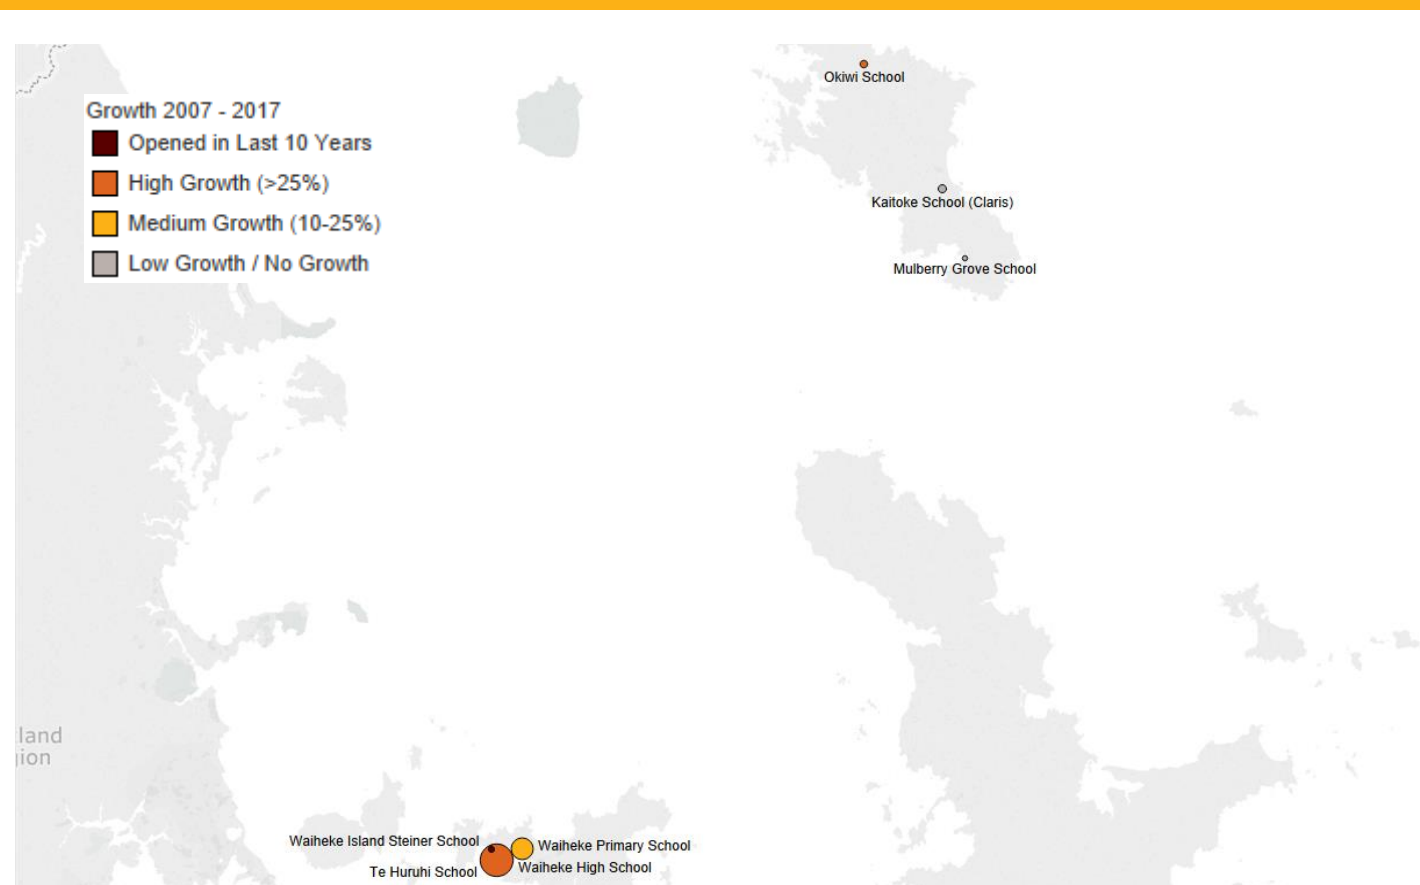 Growth 2007 - 2017
Opened in Last 10 Years
High Growth (>25%)
Medium Growth (10-25%)
Low Growth / No Growth
Okiwi School
Kaitoke School (Claris)
Mulberry Grove School
land
gion
Waiheke Island Steiner School
Waiheke Primary School
Te Huruhi School
Waiheke High School